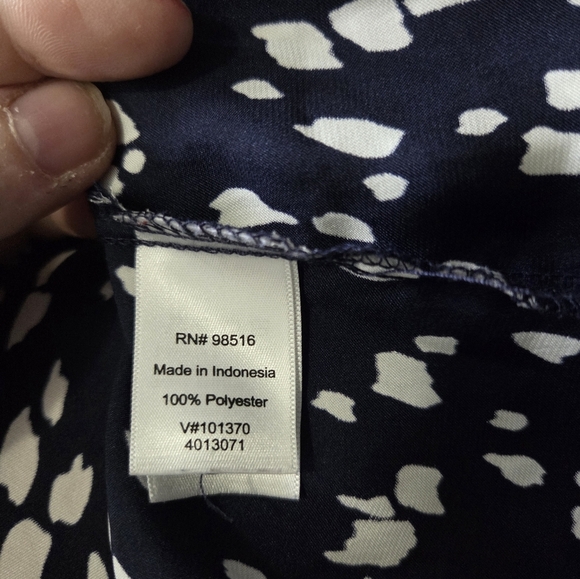 RN# 98516
Made in Indonesia
100% Polyester
V#101370
4013071